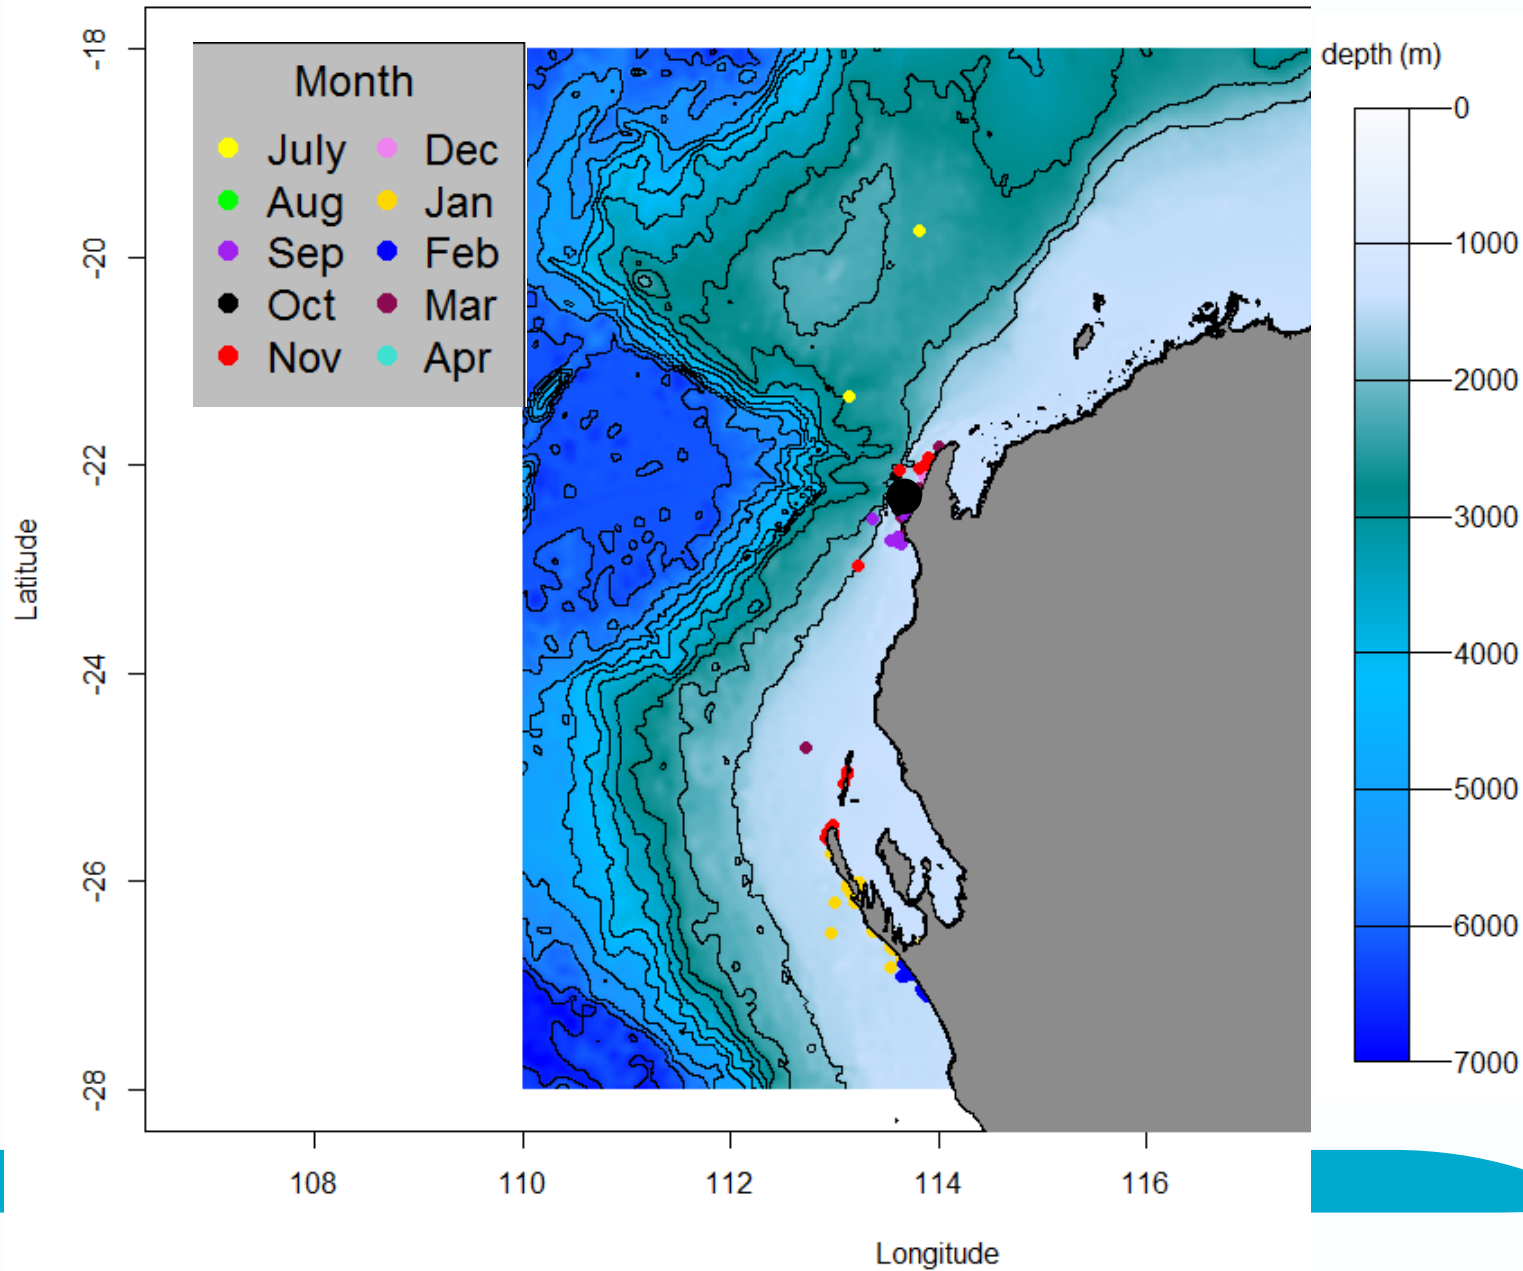 Month
July Dec
Aug Jan
Sep Feb
Oct Mar
Nov Apr
depth (m)
0
1000
2000
3000
4000
5000
6000
7000
Latitude
-18
-20
-22
-24
-26
-28
108 110 112 114 116
Longitude